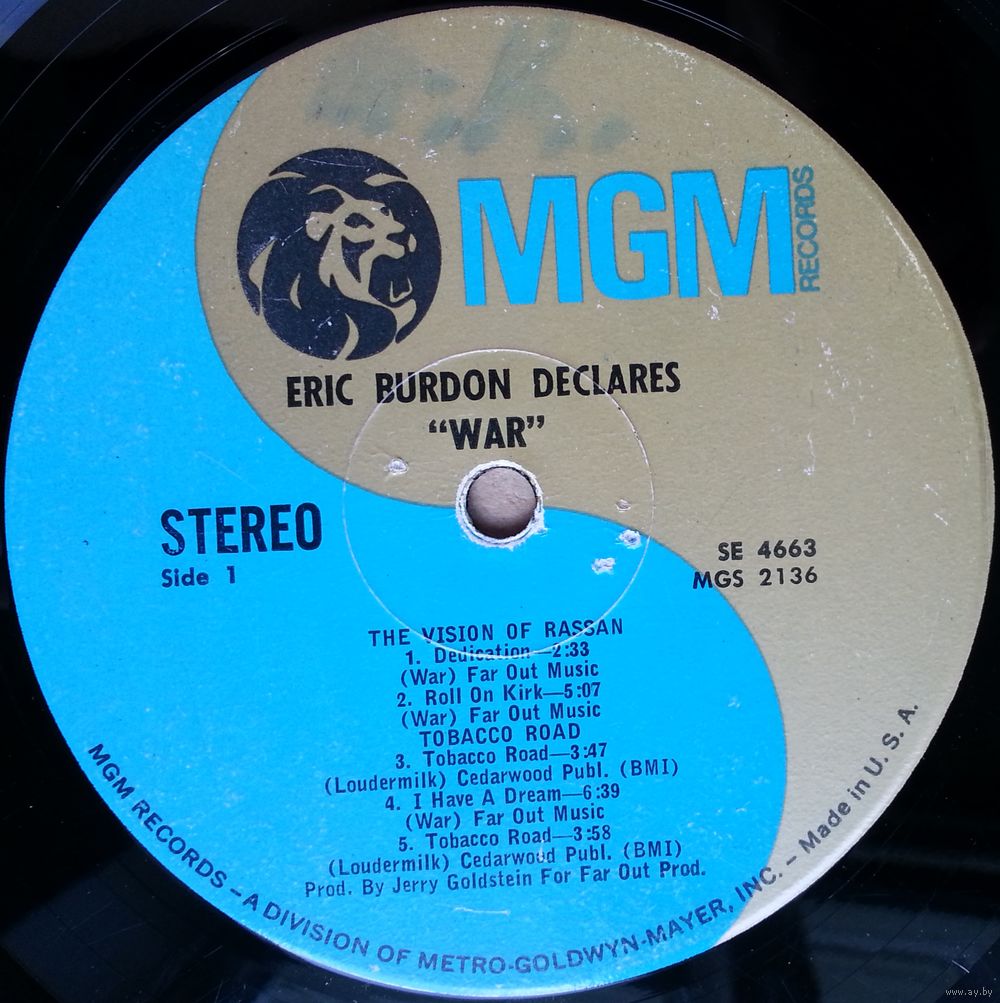 MGM RECORDS
ERIC BURDON DECLARES
“WAR”
STEREO
Side 1
SE 4663
MGS 2136
THE VISION OF RASSAN
1. Dedication—2:33
(War) Far Out Music
2. Roll On Kirk—5:07
(War) Far Out Music
TOBACCO ROAD
3. Tobacco Road—3:47
(Loudermilk) Cedarwood Publ. (BMI)
4. I Have A Dream—6:39
(War) Far Out Music
5. Tobacco Road—3:58
(Loudermilk) Cedarwood Publ. (BMI)
Prod. By Jerry Goldstein For Far Out Prod.
MGM RECORDS – A DIVISION OF METRO-GOLDWYN-MAYER, INC. – Made in U. S. A.
www.ay.by